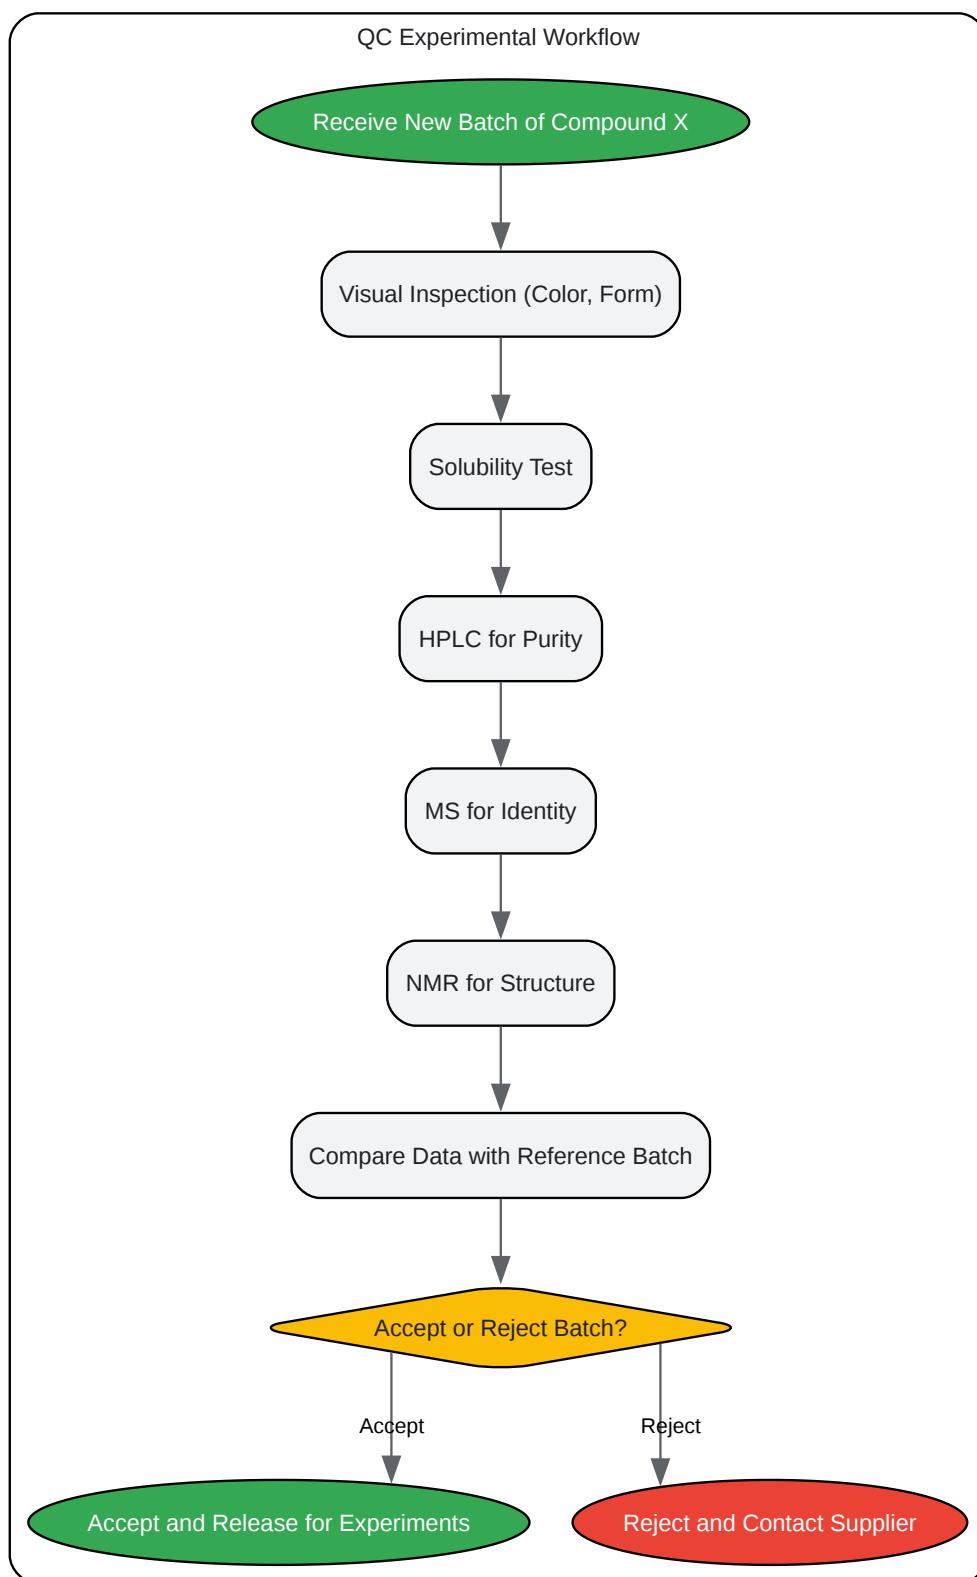 QC Experimental Workflow
Receive New Batch of Compound X
Visual Inspection (Color, Form)
Solubility Test
HPLC for Purity
MS for Identity
NMR for Structure
Compare Data with Reference Batch
Accept or Reject Batch?
Accept
Reject
Accept and Release for Experiments
Reject and Contact Supplier